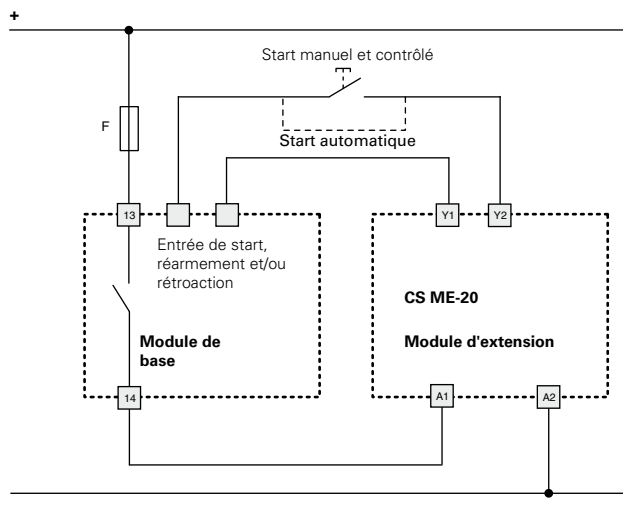 +
Start manuel et contrôlé
F
Start automatique
13
Y1
Y2
Entrée de start,
réarmement et/ou
rétroaction
CS ME-20
Module de
base
Module d'extension
14
A1
A2